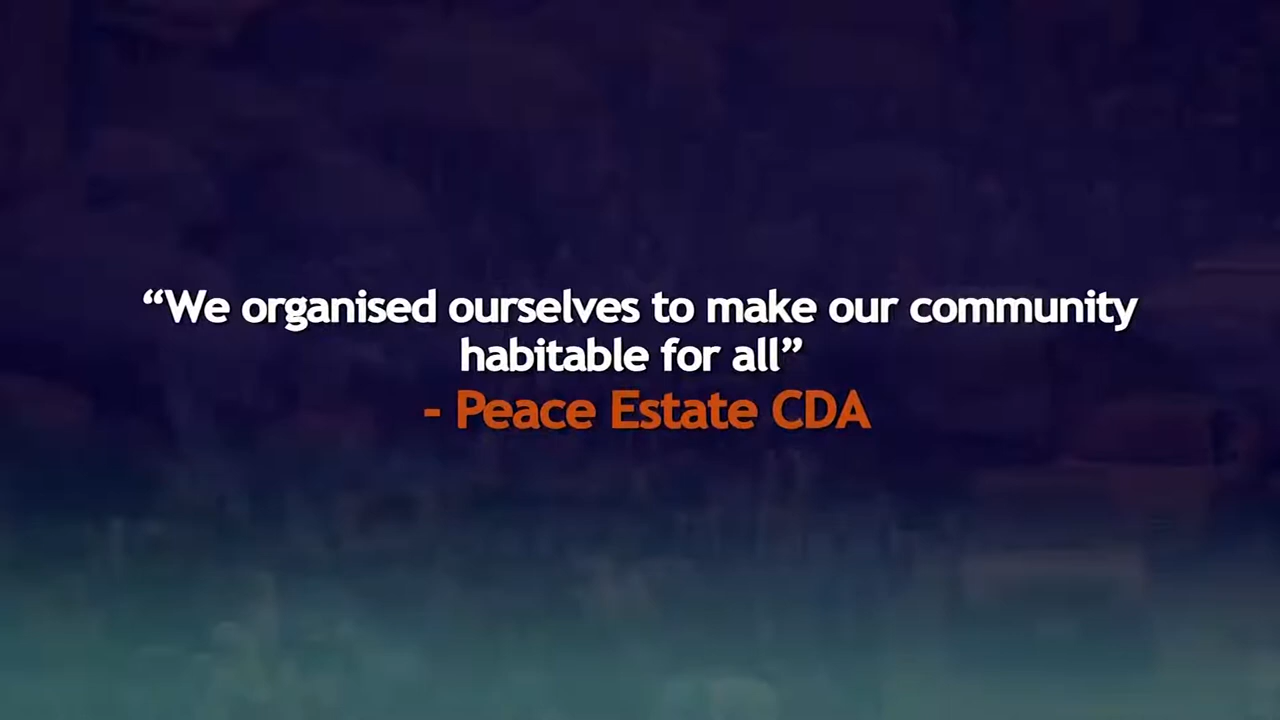 “We organised ourselves to make our community
habitable for all”
- Peace Estate CDA